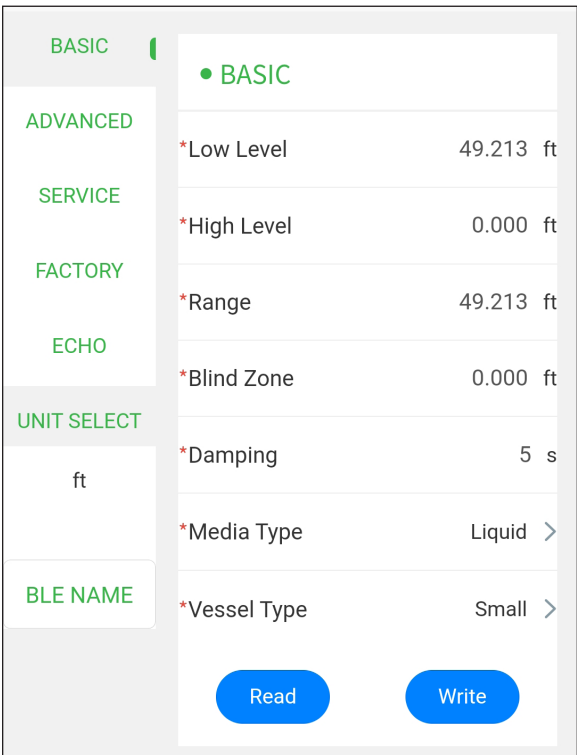 BASIC
ADVANCED
SERVICE
FACTORY
ECHO
UNIT SELECT
ft
BLE NAME
BASIC
*Low Level 49.213 ft
*High Level 0.000 ft
*Range 49.213 ft
*Blind Zone 0.000 ft
*Damping 5 s
*Media Type Liquid >
*Vessel Type Small >
Read Write